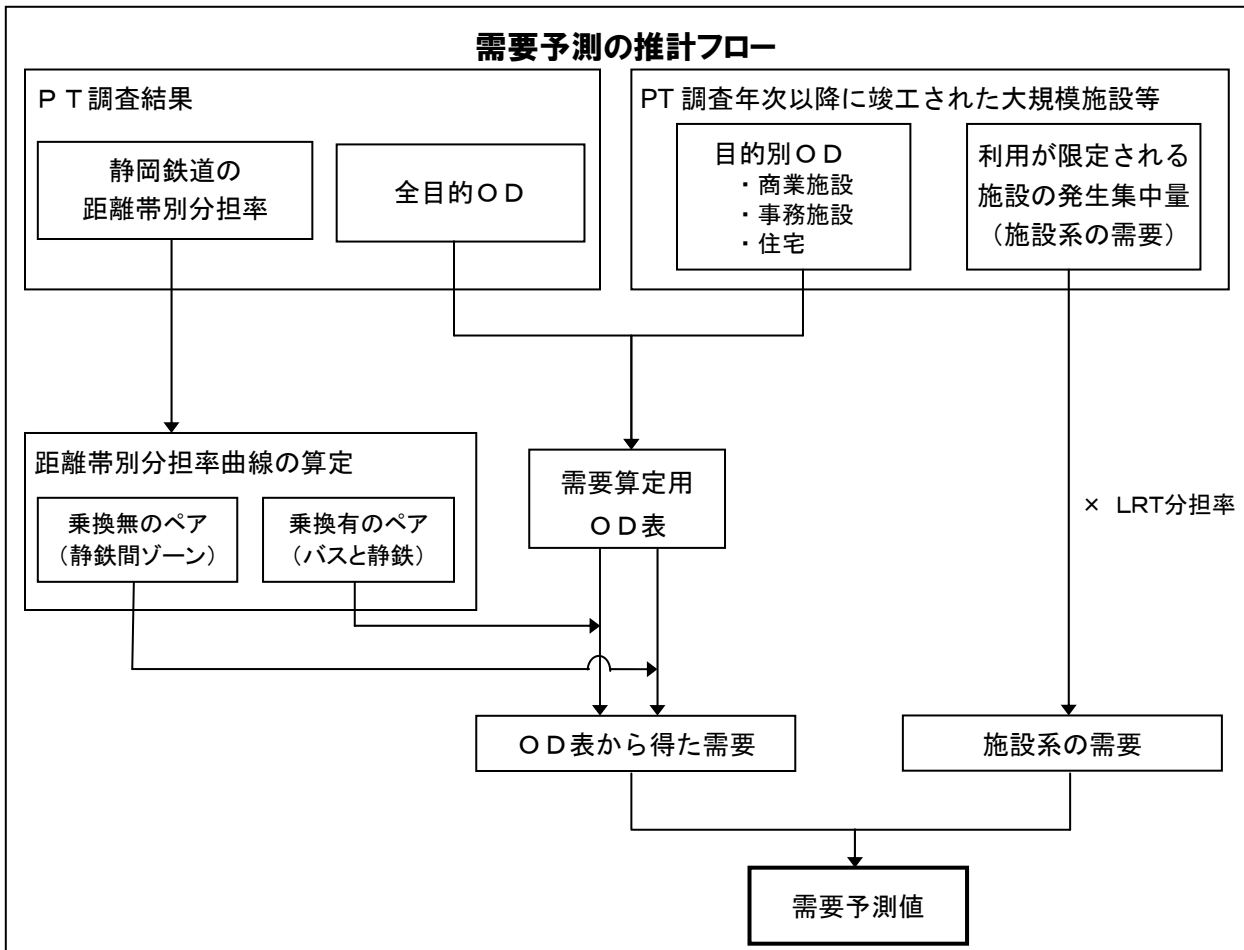 需要予測の推計フロー
ＰＴ調査結果
静岡鉄道の
距離帯別分担率
全目的ＯＤ
PT 調査年次以降に竣工された大規模施設等
目的別ＯＤ
・商業施設
・事務施設
・住宅
利用が限定される
施設の発生集中量
（施設系の需要）
距離帯別分担率曲線の算定
乗換無のペア
（静鉄間ゾーン）
乗換有のペア
（バスと静鉄）
需要算定用
ＯＤ表
× LRT分担率
ＯＤ表から得た需要
施設系の需要
需要予測値